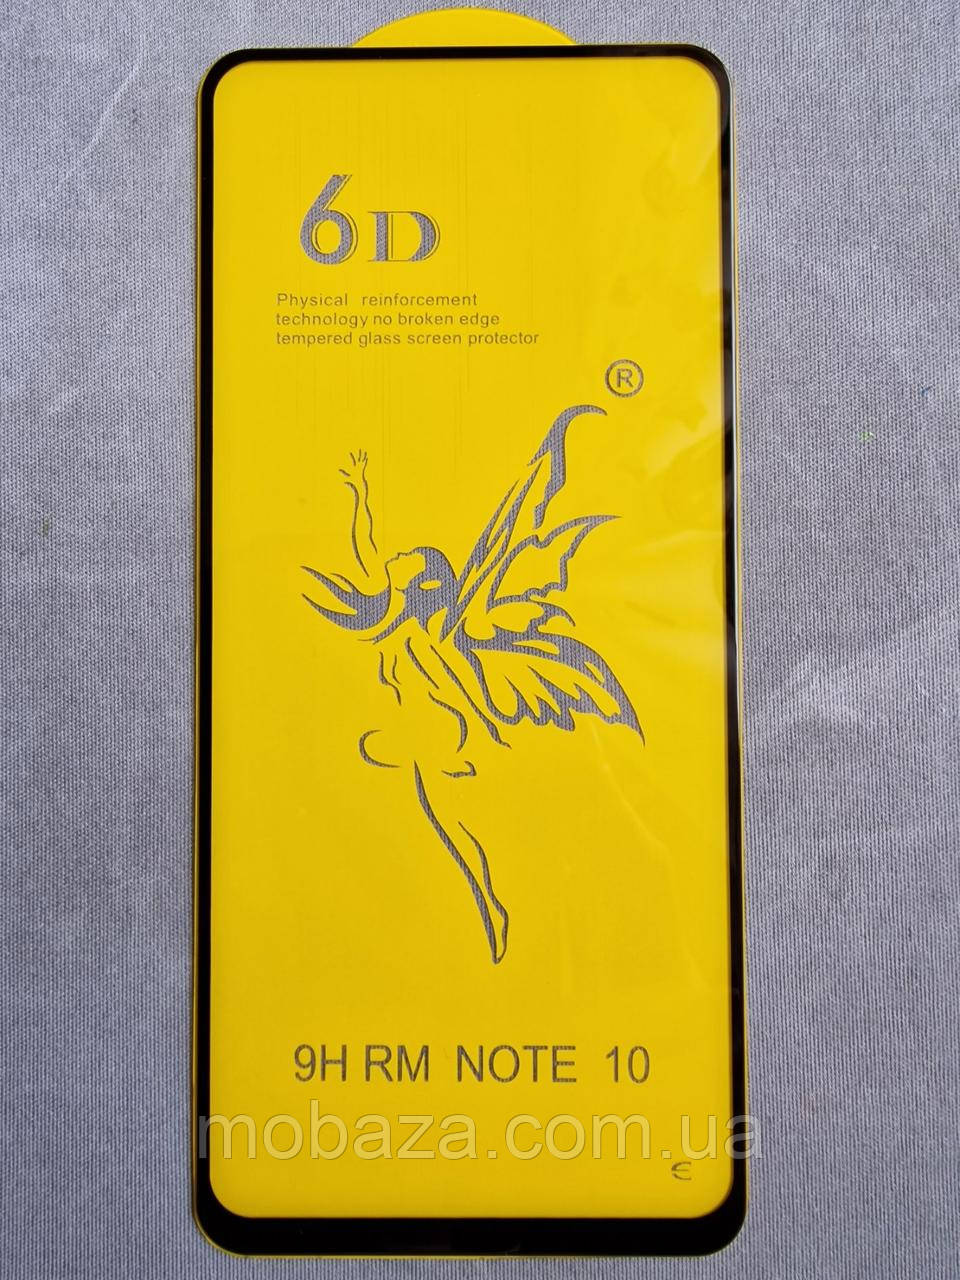 6D
Physical reinforcement
technology no broken edge
tempered glass screen protector
®
9H RM NOTE 10
mobaza.com.ua
€